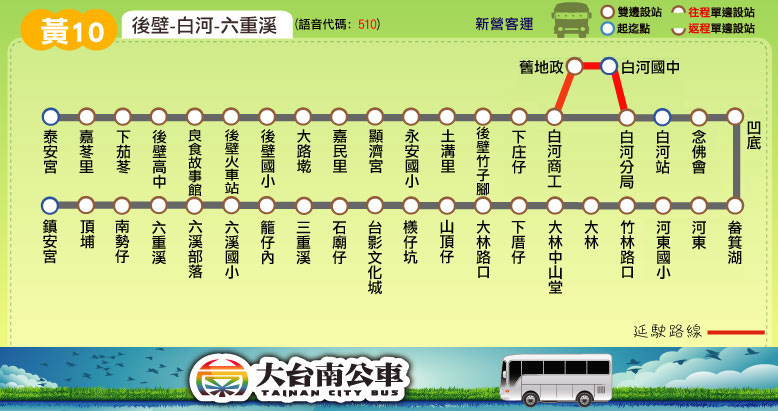 黃10
後壁-白河-六重溪
(語音代碼: 510)
新營客運
雙邊設站
往程單邊設站
起迄點
返程單邊設站
舊地政
白河國中
泰安宮
嘉苳里
下茄苳
後壁高中
良食故事館
後壁火車站
後壁國小
大路墘
嘉民里
顯濟宮
永安國小
土溝里
後壁竹子腳
下庄仔
白河商工
白河分局
白河站
念佛會
凹底
鎮安宮
頂埔
南勢仔
六重溪
六溪部落
六溪國小
籠仔內
三重溪
石廟仔
台影文化城
檨仔坑
山頂仔
大林路口
下厝仔
大林中山堂
大林
竹林路口
河東國小
河東
畚箕湖
延駛路線
大台南公車
TAINAN CITY BUS